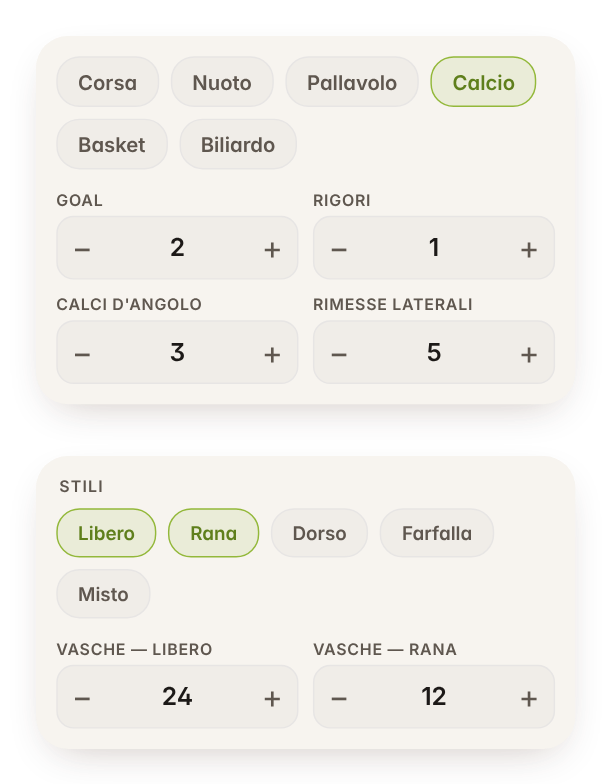 Corsa Nuoto Pallavolo Calcio
Basket Biliardo
GOAL RIGORI
− 2 + − 1 +
CALCI D'ANGOLO RIMESSE LATERALI
− 3 + − 5 +
STILI
Libero Rana Dorso Farfalla
Misto
VASCHE — LIBERO VASCHE — RANA
− 24 + − 12 +